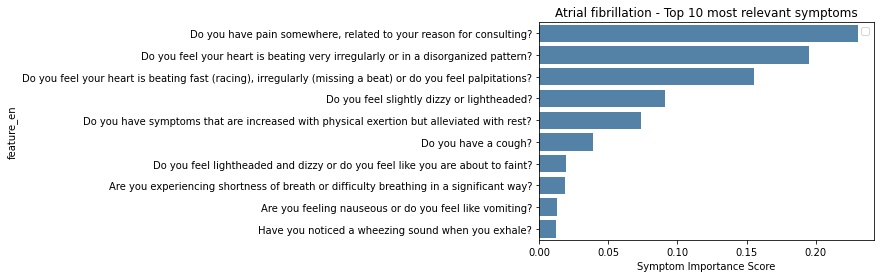 Atrial fibrillation - Top 10 most relevant symptoms
feature_en
Do you have pain somewhere, related to your reason for consulting?
Do you feel your heart is beating very irregularly or in a disorganized pattern?
Do you feel your heart is beating fast (racing), irregularly (missing a beat) or do you feel palpitations?
Do you feel slightly dizzy or lightheaded?
Do you have symptoms that are increased with physical exertion but alleviated with rest?
Do you have a cough?
Do you feel lightheaded and dizzy or do you feel like you are about to faint?
Are you experiencing shortness of breath or difficulty breathing in a significant way?
Are you feeling nauseous or do you feel like vomiting?
Have you noticed a wheezing sound when you exhale?
0.00 0.05 0.10 0.15 0.20
Symptom Importance Score